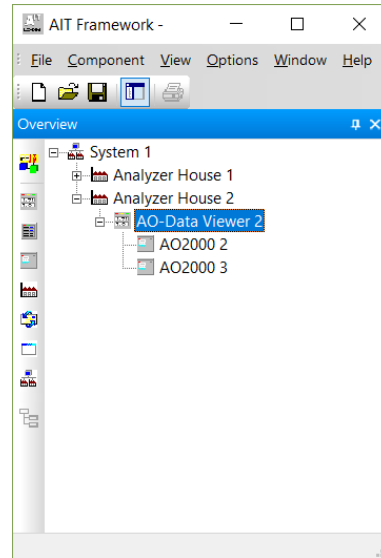 AIT Framework -
File Component View Options Window Help
Overview
System 1
Analyzer House 1
Analyzer House 2
AO-Data Viewer 2
AO2000 2
AO2000 3